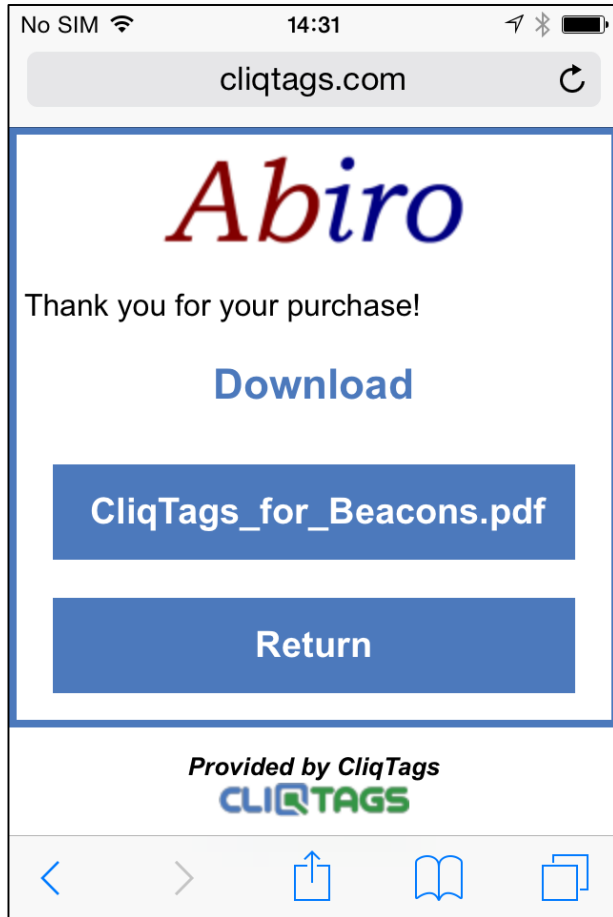 No SIM 14:31
cliqtags.com
Abiro
Thank you for your purchase!
Download
CliqTags_for_Beacons.pdf
Return
Provided by CliqTags
CLIQTAGS